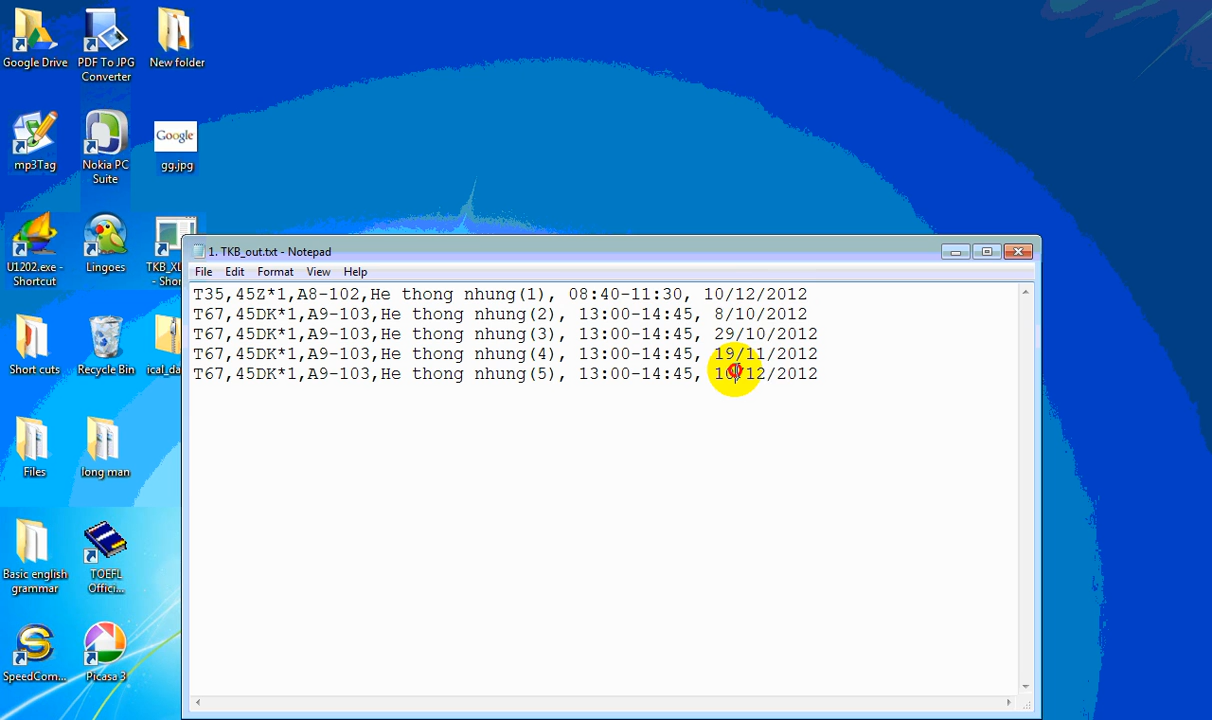 Google Drive
PDF To JPG
Converter
New folder
mp3Tag
Nokia PC
Suite
Google
gg.jpg
U1202.exe -
Shortcut
Lingoes
TKB_XL
- Shor
Short cuts
Recycle Bin
ical_da
Files
long man
Basic english
grammar
TOEFL
Offici...
SpeedCom...
Picasa 3
1. TKB_out.txt - Notepad
File Edit Format View Help
T35,45Z*1,A8-102,He thong nhung(1), 08:40-11:30, 10/12/2012
T67,45DK*1,A9-103,He thong nhung(2), 13:00-14:45, 8/10/2012
T67,45DK*1,A9-103,He thong nhung(3), 13:00-14:45, 29/10/2012
T67,45DK*1,A9-103,He thong nhung(4), 13:00-14:45, 19/11/2012
T67,45DK*1,A9-103,He thong nhung(5), 13:00-14:45, 10/12/2012